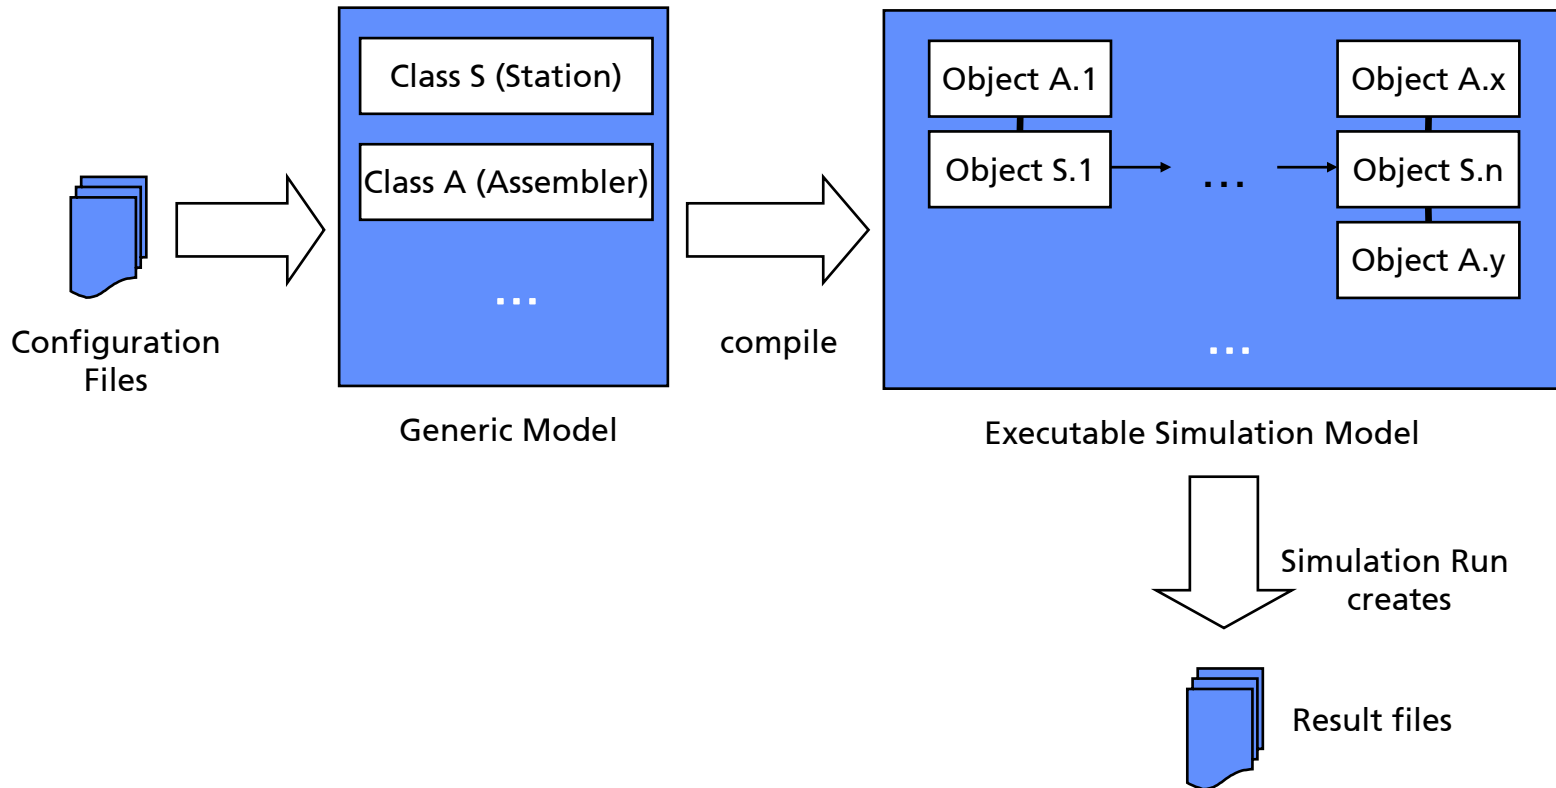 Configuration
Files
Class S (Station)
Class A (Assembler)
...
Generic Model
compile
Object A.1
Object S.1
...
Object A.x
Object S.n
Object A.y
...
Executable Simulation Model
Simulation Run
creates
Result files